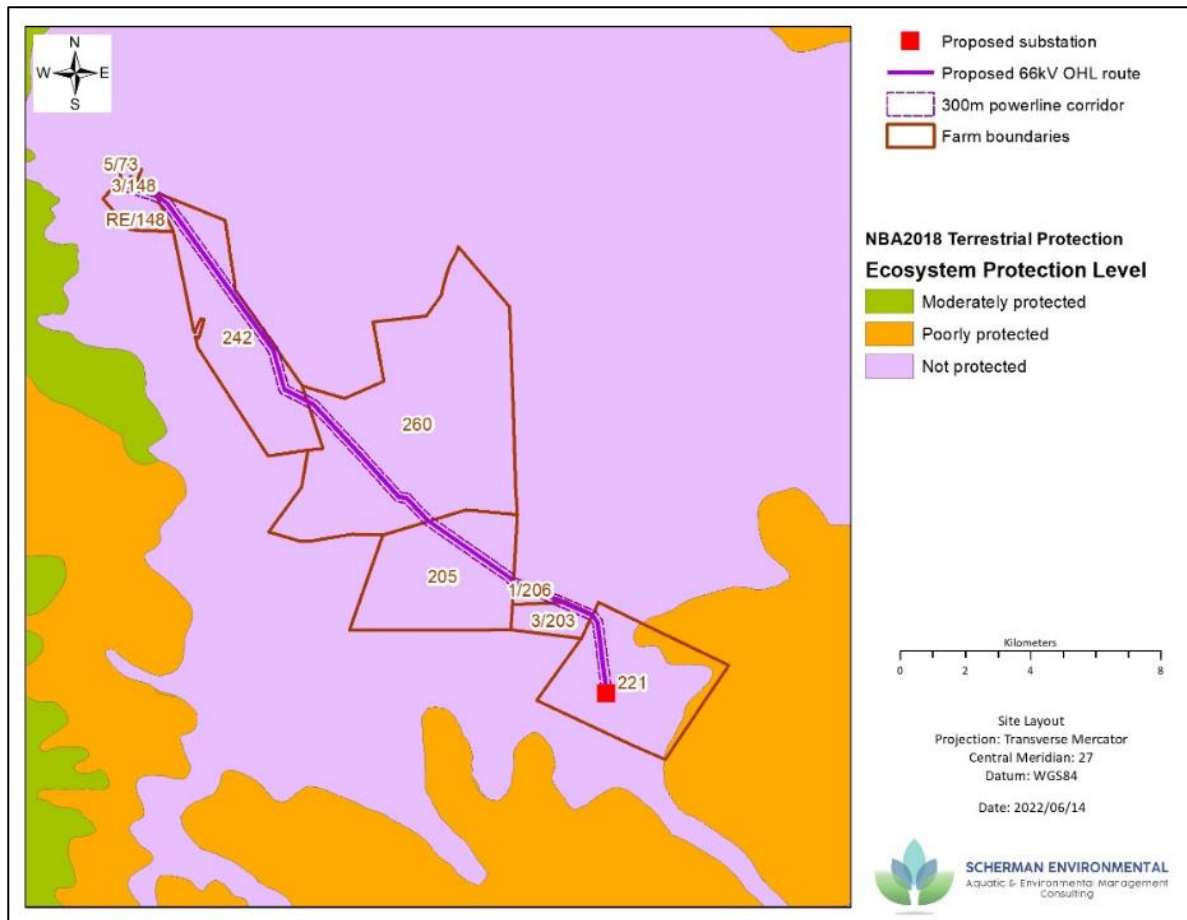 N
W E
S
5/73
3/148
RE/148
242
260
205
1/206
3/203
221
Proposed substation
Proposed 66kV OHL route
300m powerline corridor
Farm boundaries
NBA2018 Terrestrial Protection
Ecosystem Protection Level
Moderately protected
Poorly protected
Not protected
Kilometers
0 2 4 8
Site Layout
Projection: Transverse Mercator
Central Meridian: 27
Datum: WGS84
Date: 2022/06/14
SCHERMAN ENVIRONMENTAL
Aquatic & Environmental Management
Consulting